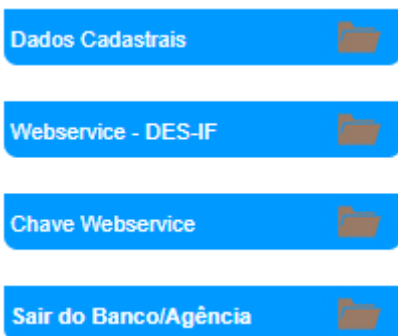 Dados Cadastrais
Webservice - DES-IF
Chave Webservice
Sair do Banco/Agência